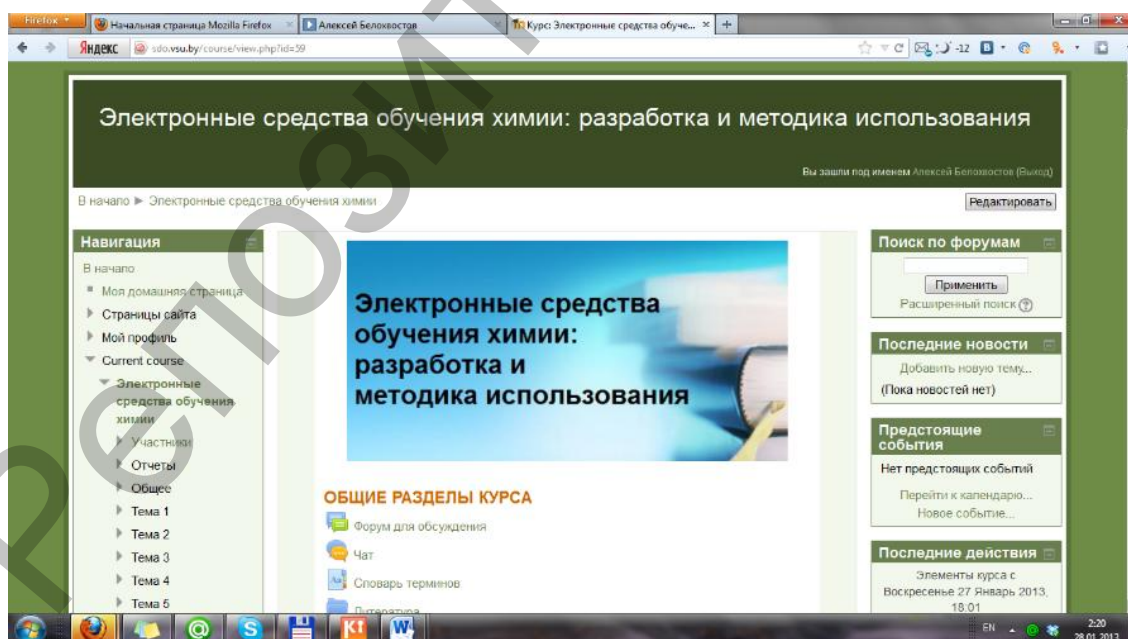 Firefox
Начальная страница Mozilla Firefox
Алексей Белохвостов
Курс: Электронные средства обуче...
Яндекс
sdo.vsu.by/course/view.php?id=59
-12
Электронные средства обучения химии: разработка и методика использования
Вы зашли под именем Алексей Белохвостов (Выход)
В начало ► Электронные средства обучения химии
Редактировать
Навигация
В начало
Моя домашняя страница
Страницы сайта
Мой профиль
Current course
Электронные
средства обучения
химии
Участники
Отчеты
Общее
Тема 1
Тема 2
Тема 3
Тема 4
Тема 5
Электронные средства
обучения химии:
разработка и
методика использования
ОБЩИЕ РАЗДЕЛЫ КУРСА
Форум для обсуждения
Чат
Словарь терминов
Литература
Поиск по форумам
Применить
Расширенный поиск
Последние новости
Добавить новую тему...
(Пока новостей нет)
Предстоящие
события
Нет предстоящих событий
Перейти к календарю...
Новое событие...
Последние действия
Элементы курса с
Воскресенье 27 Январь 2013,
18:01
EN
2:20
28.01.2013
Репозит